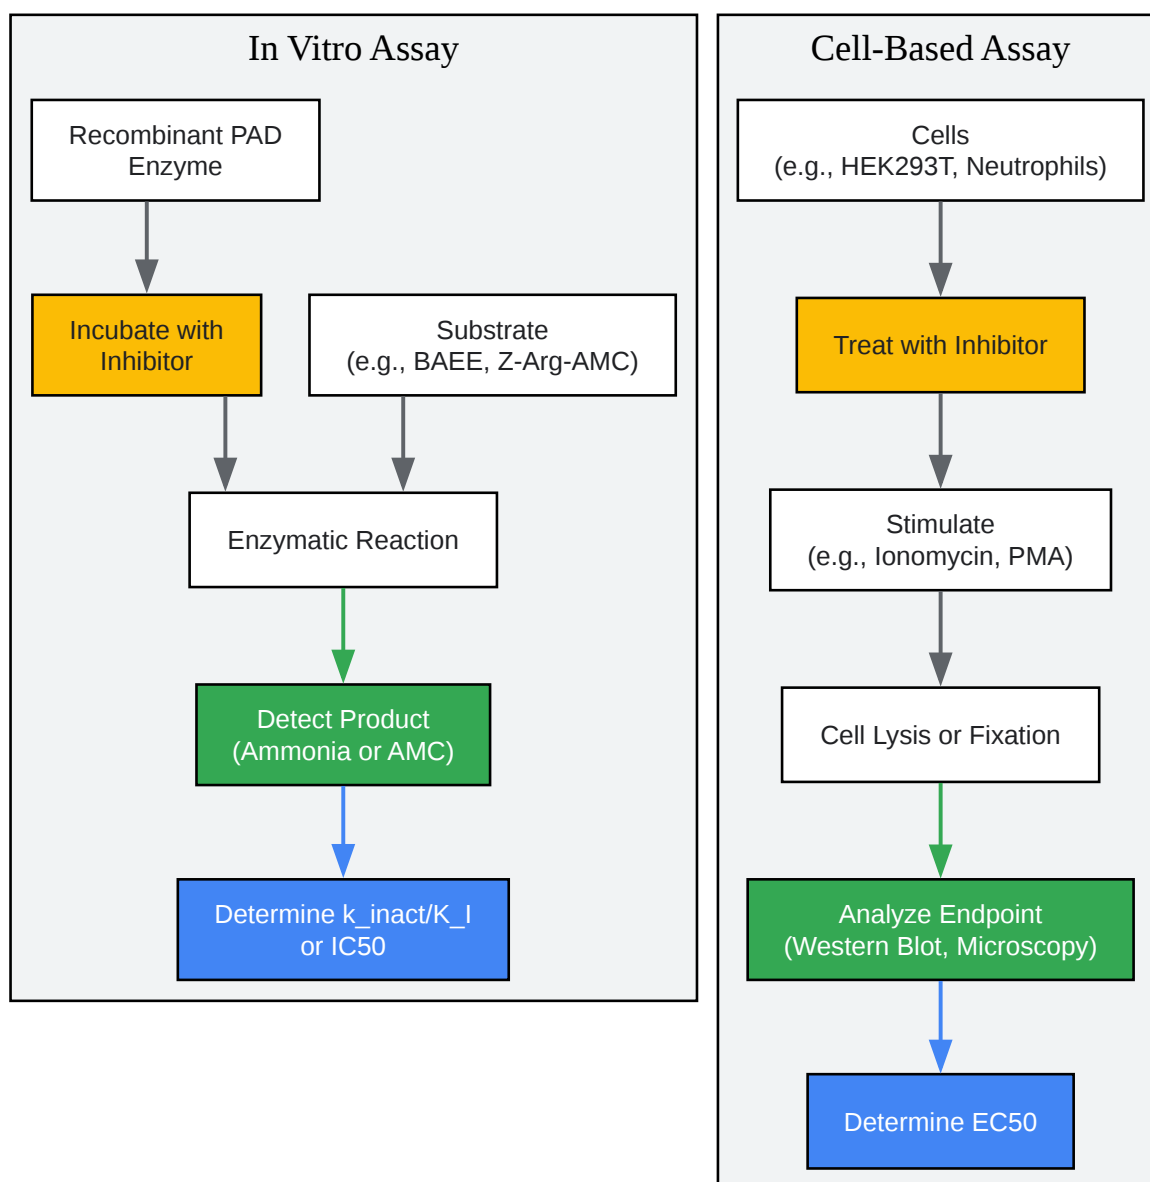 In Vitro Assay
Recombinant PAD
Enzyme
Incubate with
Inhibitor
Substrate
(e.g., BAEE, Z-Arg-AMC)
Enzymatic Reaction
Detect Product
(Ammonia or AMC)
Determine k_inact/K_I
or IC50
Cell-Based Assay
Cells
(e.g., HEK293T, Neutrophils)
Treat with Inhibitor
Stimulate
(e.g., Ionomycin, PMA)
Cell Lysis or Fixation
Analyze Endpoint
(Western Blot, Microscopy)
Determine EC50